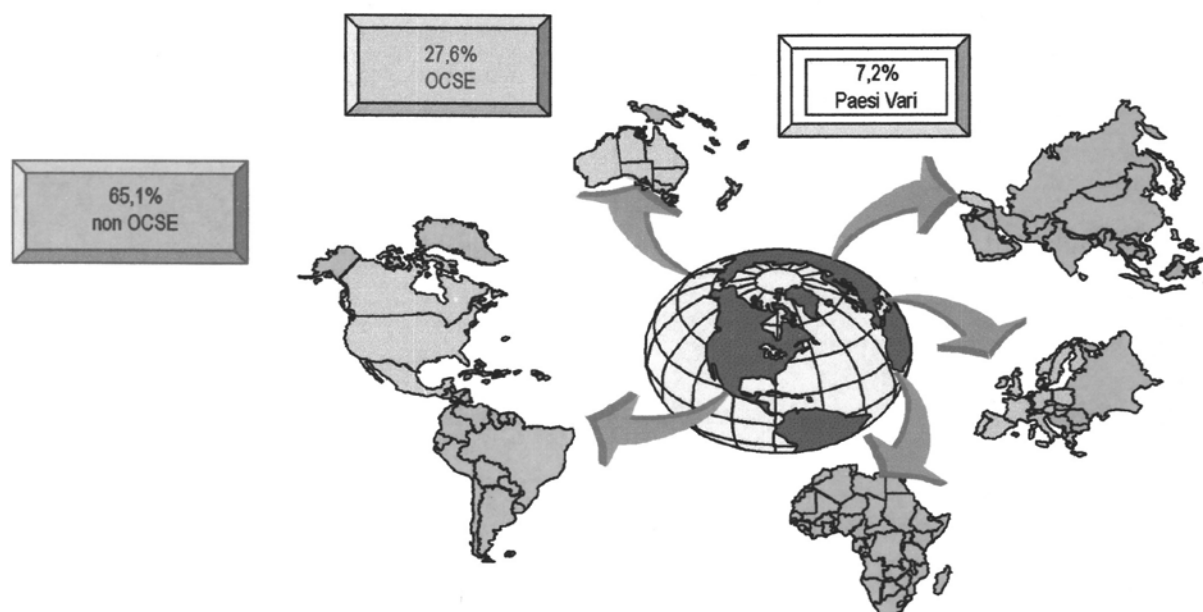 27,6%
OCSE
7,2%
Paesi Vari
65,1%
non OCSE